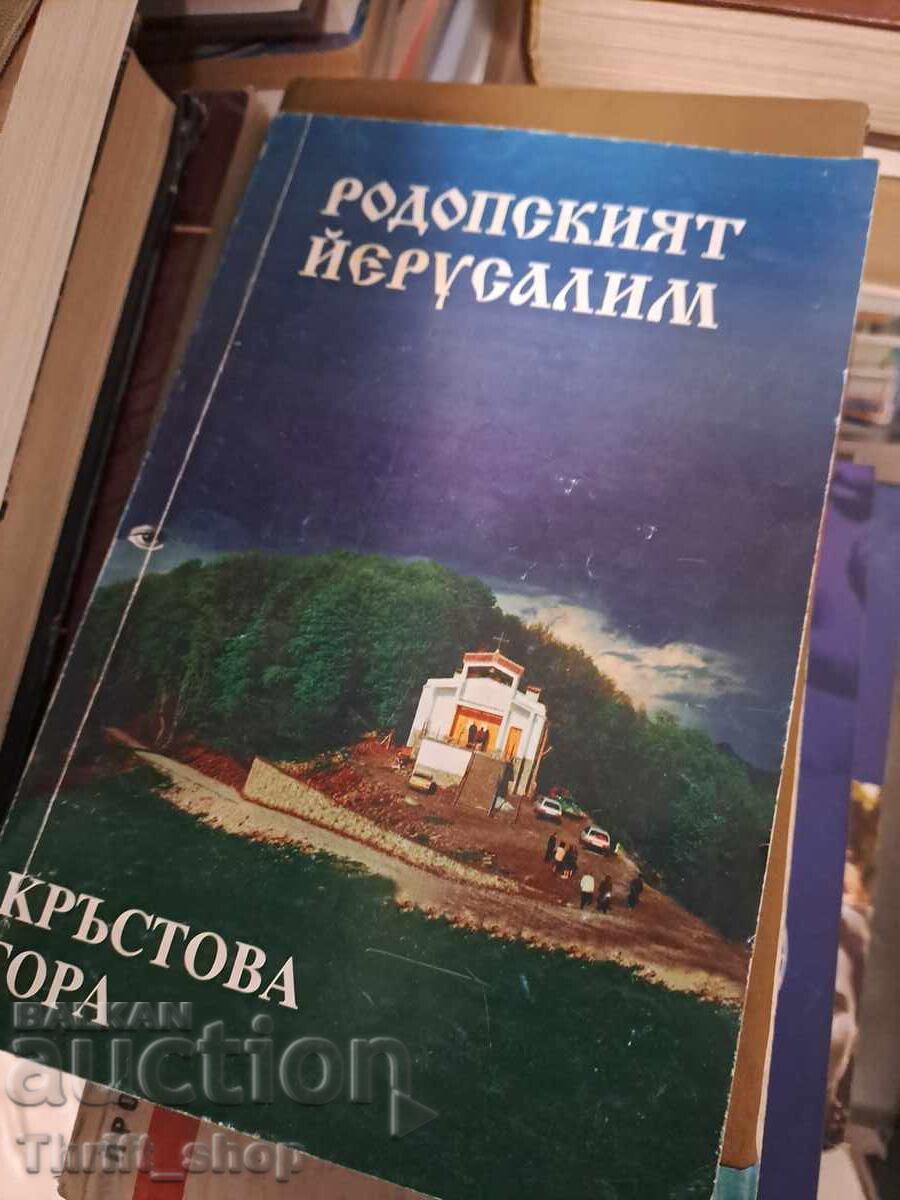 РОДОПСКИЯТ
ЙЕРУСАЛИМ
КРЪСТОВА
ГОРА
BALKAN
auction
Thrift_shop